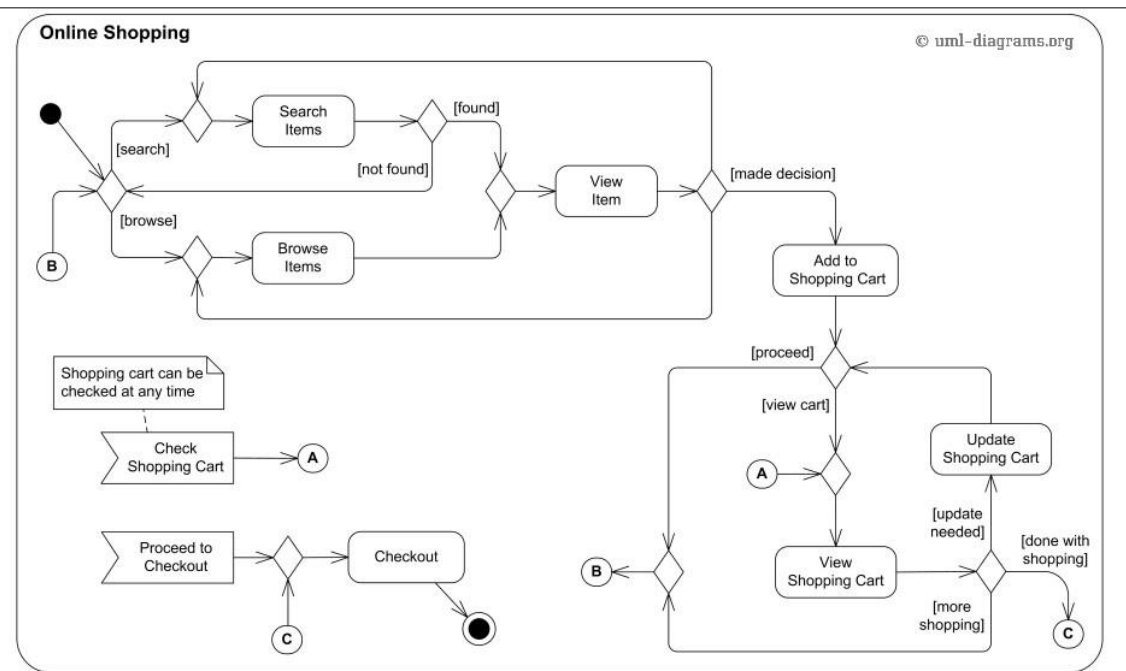 Online Shopping
© uml-diagrams.org
Search
Items
[found]
[search]
[not found]
View
Item
[made decision]
[browse]
Browse
Items
B
Add to
Shopping Cart
[proceed]
Shopping cart can be
checked at any time
[view cart]
Check
Shopping Cart
A
A
Update
Shopping Cart
[update
needed]
[done with
shopping]
Proceed to
Checkout
Checkout
B
View
Shopping Cart
[more
shopping]
C
C